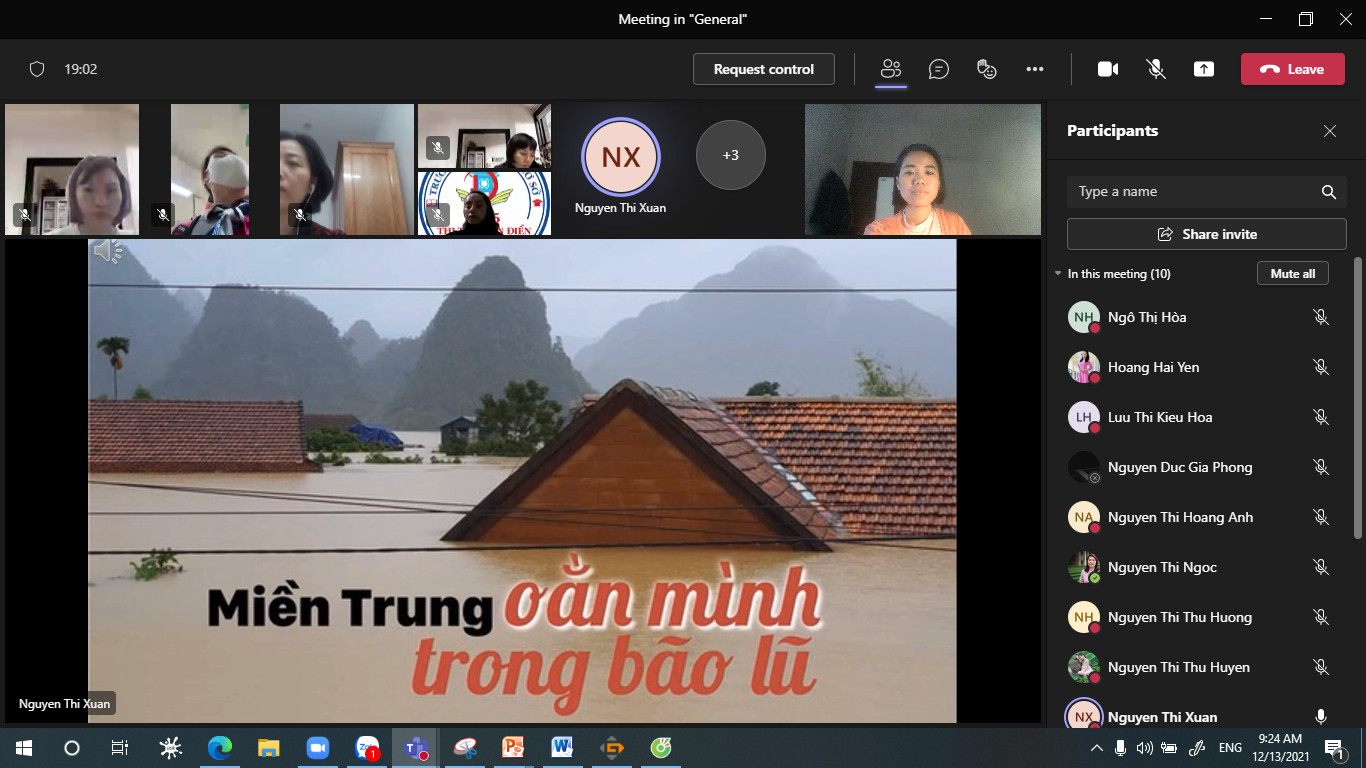 Meeting in "General"
19:02
Request control
Leave
NX
Nguyen Thi Xuan
+3
Miền Trung oằn mình
trong bão lũ
Nguyen Thi Xuan
Participants
Type a name
Share invite
In this meeting (10)
Mute all
NH
Ngô Thị Hòa
Hoang Hai Yen
LH
Luu Thi Kieu Hoa
Nguyen Duc Gia Phong
NA
Nguyen Thi Hoang Anh
Nguyen Thi Ngoc
NH
Nguyen Thi Thu Huong
Nguyen Thi Thu Huyen
NX
Nguyen Thi Xuan
ENG
9:24 AM
12/13/2021
1
1